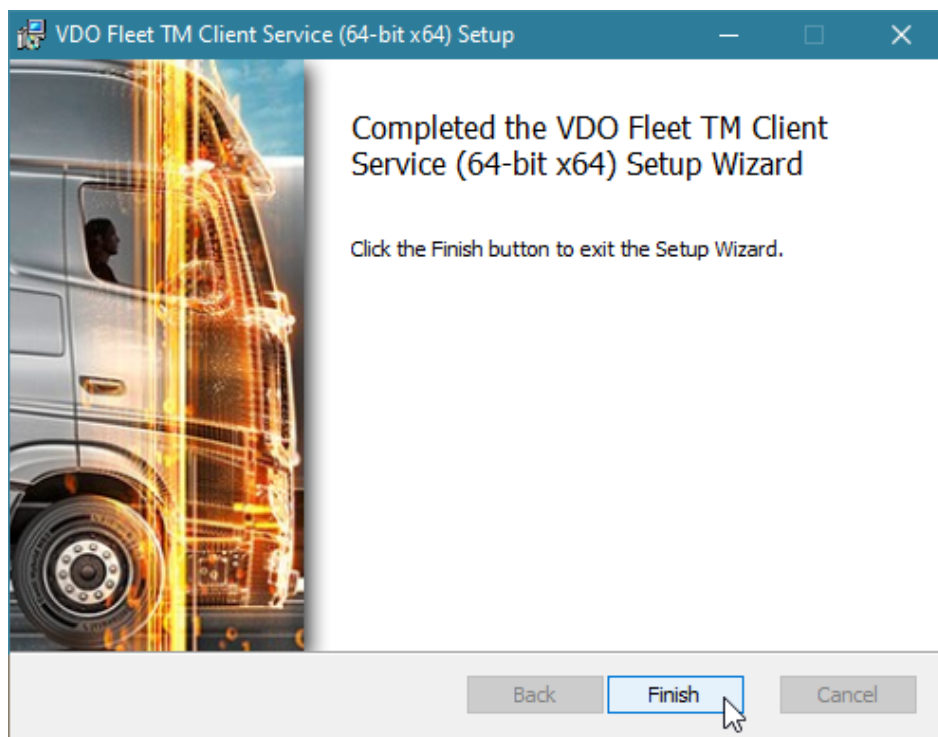 VDO Fleet TM Client Service (64-bit x64) Setup
Completed the VDO Fleet TM Client
Service (64-bit x64) Setup Wizard
Click the Finish button to exit the Setup Wizard.
Back
Finish
Cancel